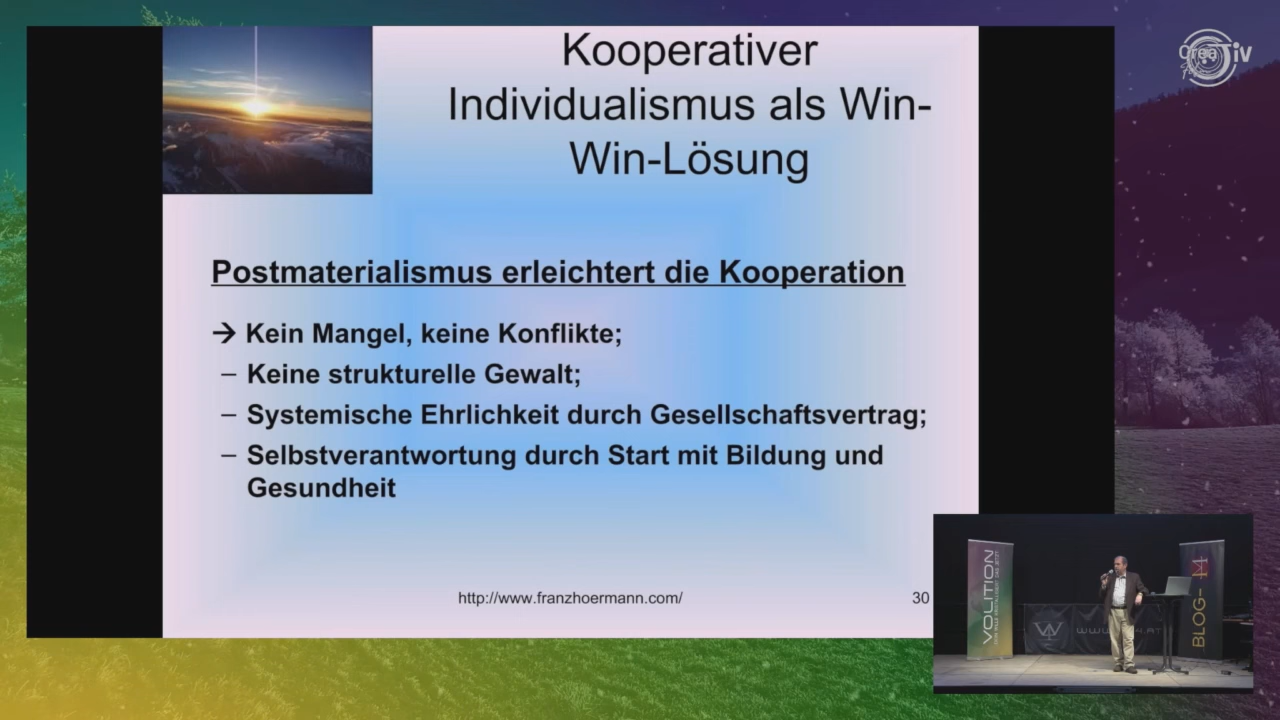 Kooperativer
Individualismus als Win-
Win-Lösung
Postmaterialismus erleichtert die Kooperation
→ Kein Mangel, keine Konflikte;
– Keine strukturelle Gewalt;
– Systemische Ehrlichkeit durch Gesellschaftsvertrag;
– Selbstverantwortung durch Start mit Bildung und
Gesundheit
http://www.franzhoermann.com/
30
VOLITION
BLOG-